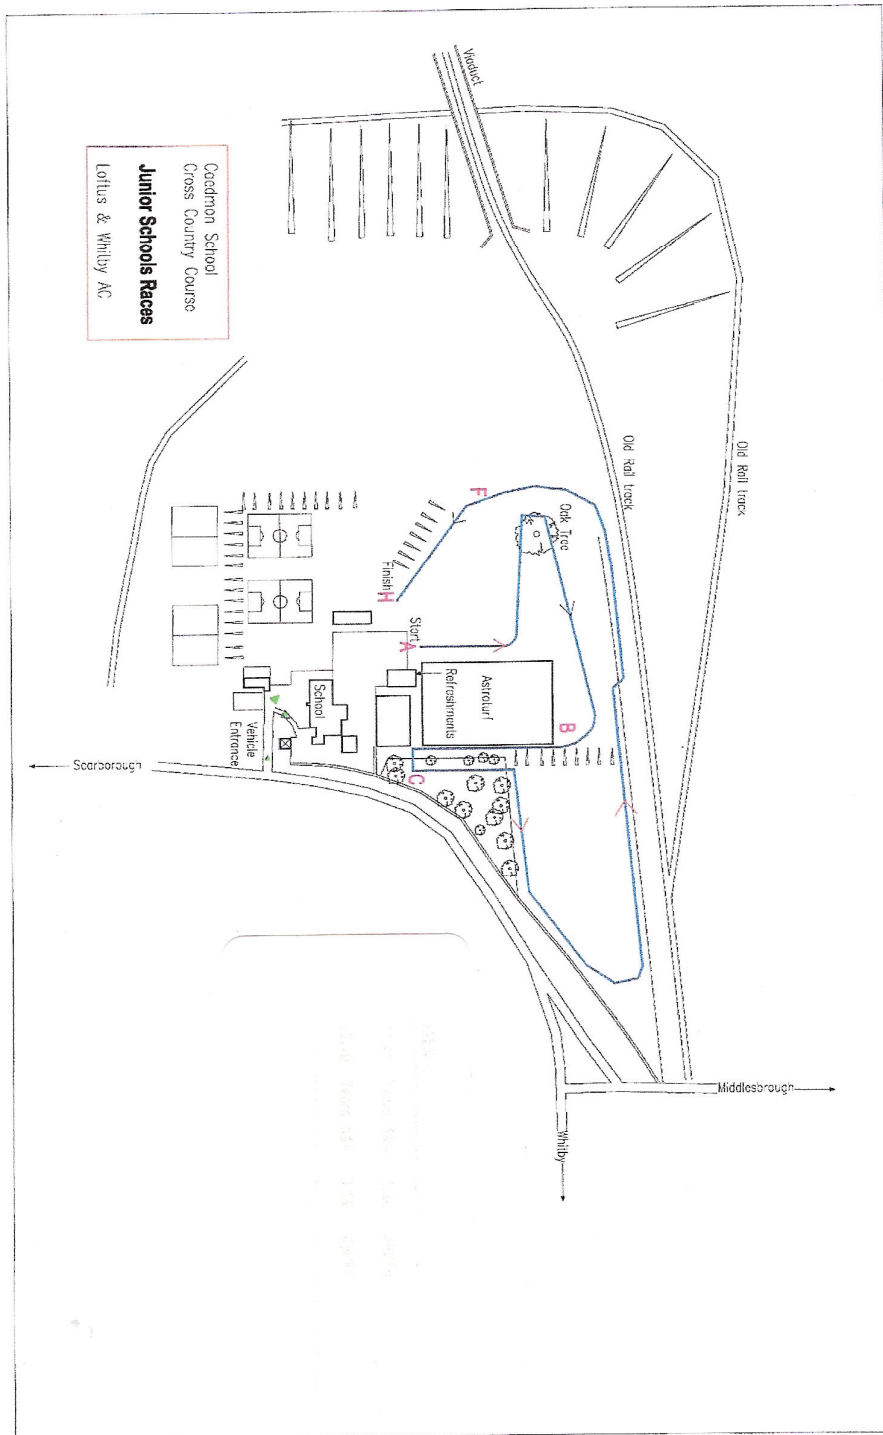 Caedmon School
Cross Country Course
Junior Schools Races
Loftus & Whitby AC
Viaduct
Old Rail track
Old Rail track
Oak Tree
F
Finish
H
Start
A
Astroturf
Refreshments
B
C
School
Vehicle
Entrance
Scarborough
Middlesbrough
Whitby